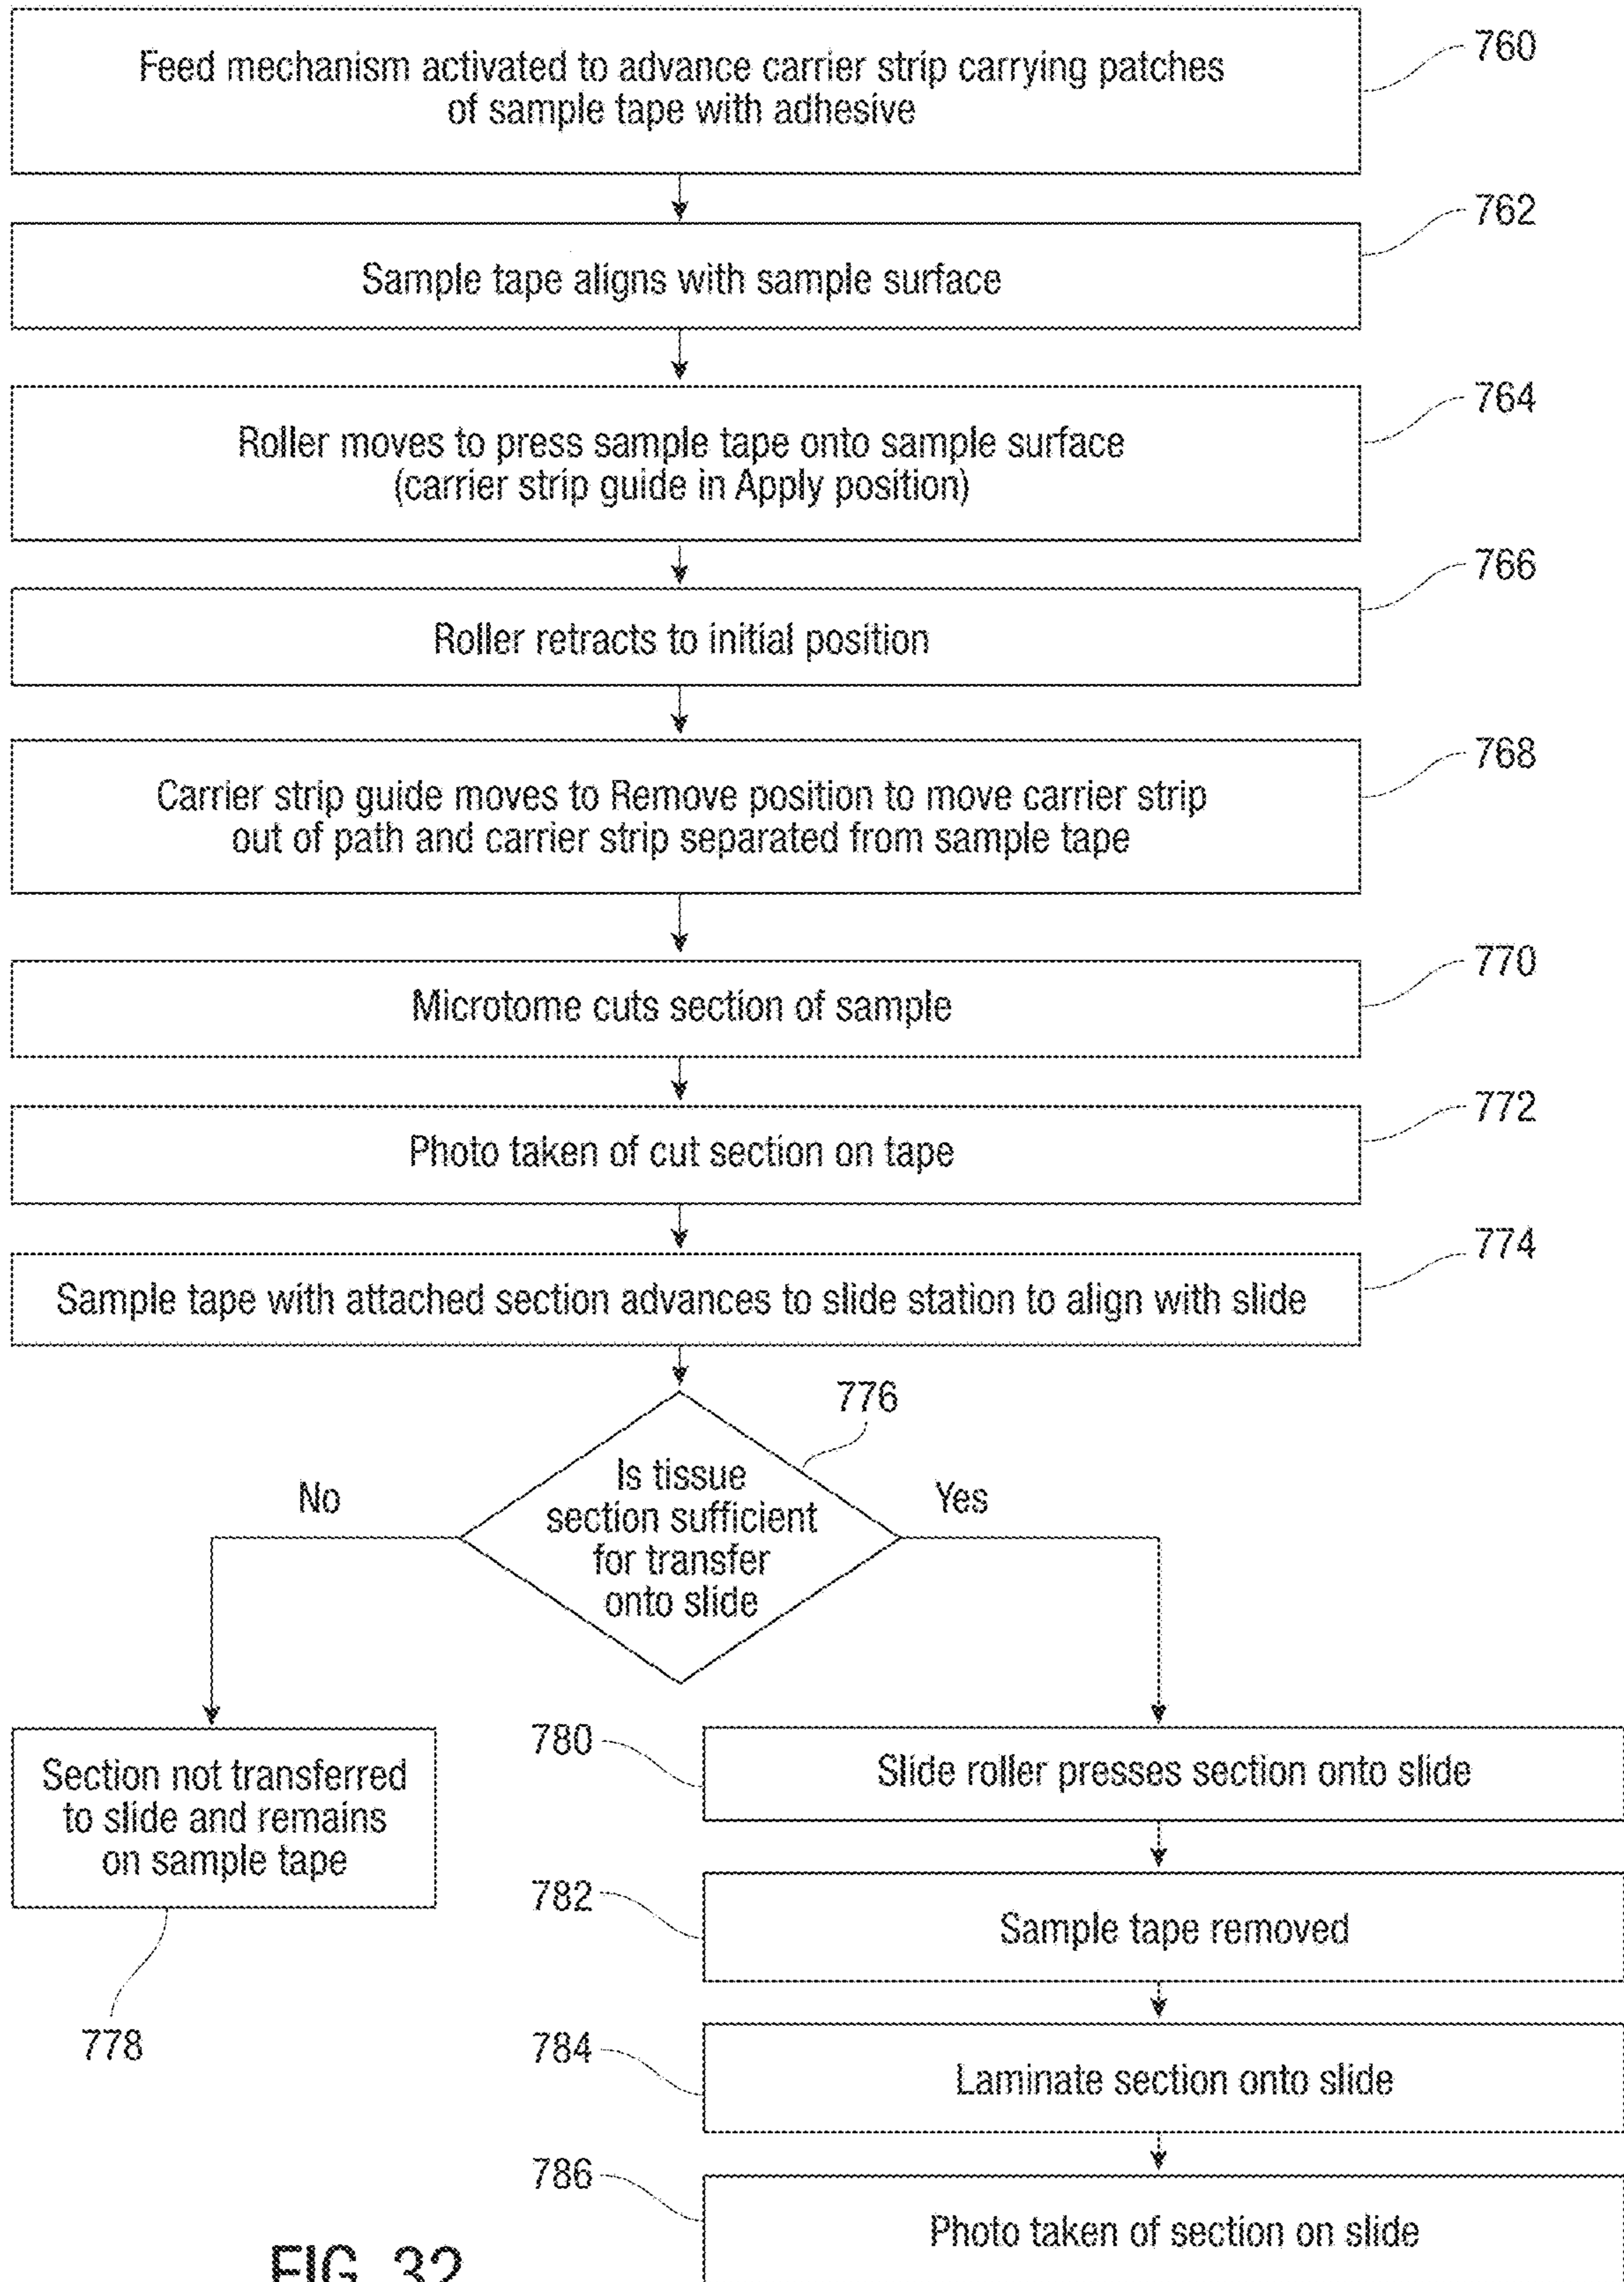 Feed mechanism activated to advance carrier strip carrying patches
of sample tape with adhesive
760
Sample tape aligns with sample surface
762
Roller moves to press sample tape onto sample surface
(carrier strip guide in Apply position)
764
Roller retracts to initial position
766
Carrier strip guide moves to Remove position to move carrier strip
out of path and carrier strip separated from sample tape
768
Microtome cuts section of sample
770
Photo taken of cut section on tape
772
Sample tape with attached section advances to slide station to align with slide
774
776
Is tissue
section sufficient
for transfer
onto slide
No
Yes
Section not transferred
to slide and remains
on sample tape
778
780
Slide roller presses section onto slide
782
Sample tape removed
784
Laminate section onto slide
786
Photo taken of section on slide
FIG. 32